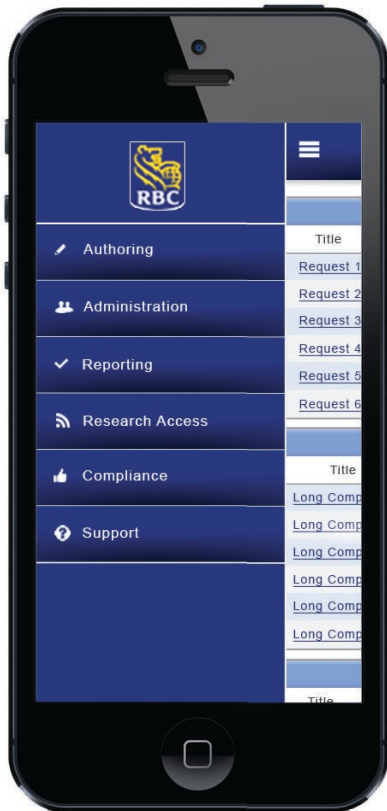 RBC
Authoring
Administration
Reporting
Research Access
Compliance
Support
Title
Request 1
Request 2
Request 3
Request 4
Request 5
Request 6
Title
Long Comp
Long Comp
Long Comp
Long Comp
Long Comp
Long Comp
Title